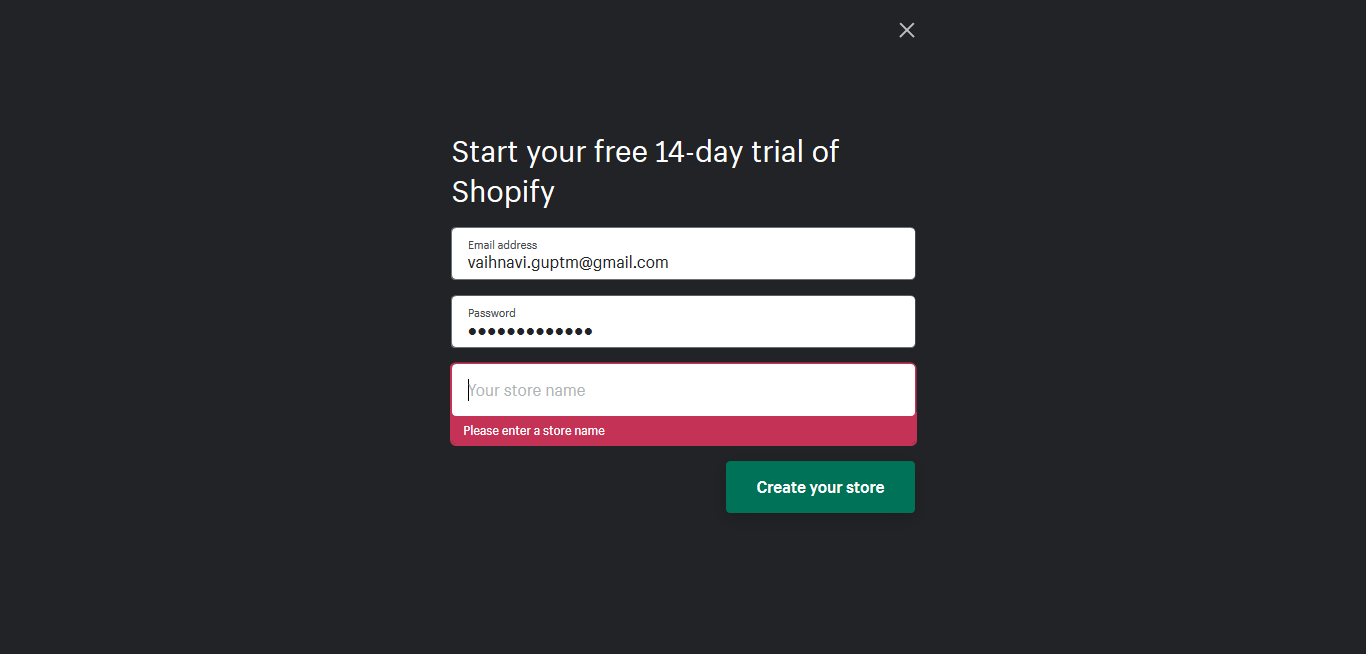 Start your free 14-day trial of
Shopify
Email address
vaihnavi.guptm@gmail.com
Password
●●●●●●●●●●●●●
Your store name
Please enter a store name
Create your store